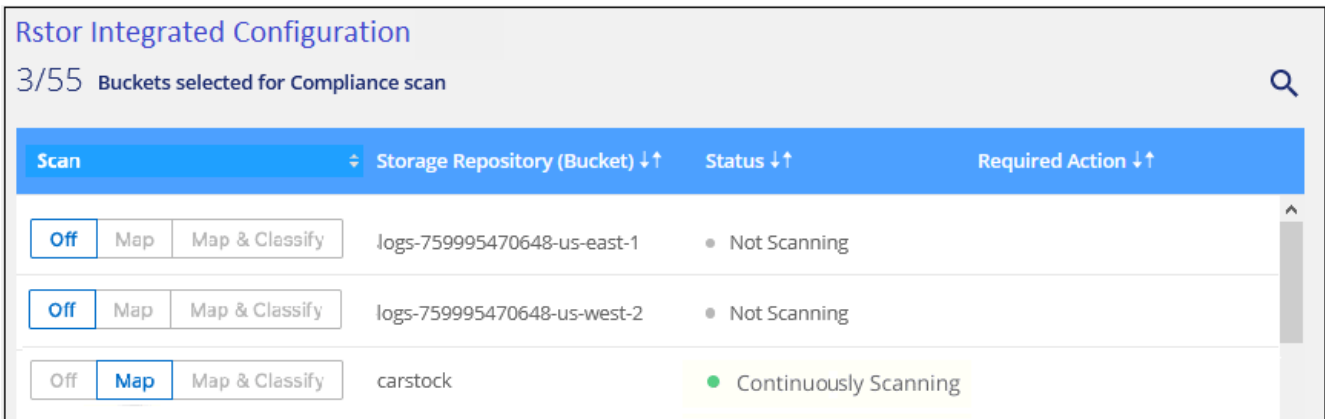 Rstor Integrated Configuration
3/55 Buckets selected for Compliance scan
Scan Storage Repository (Bucket) ↓↑ Status ↓↑ Required Action ↓↑
Off Map Map & Classify logs-759995470648-us-east-1 Not Scanning
Off Map Map & Classify logs-759995470648-us-west-2 Not Scanning
Off Map Map & Classify carstock Continuously Scanning